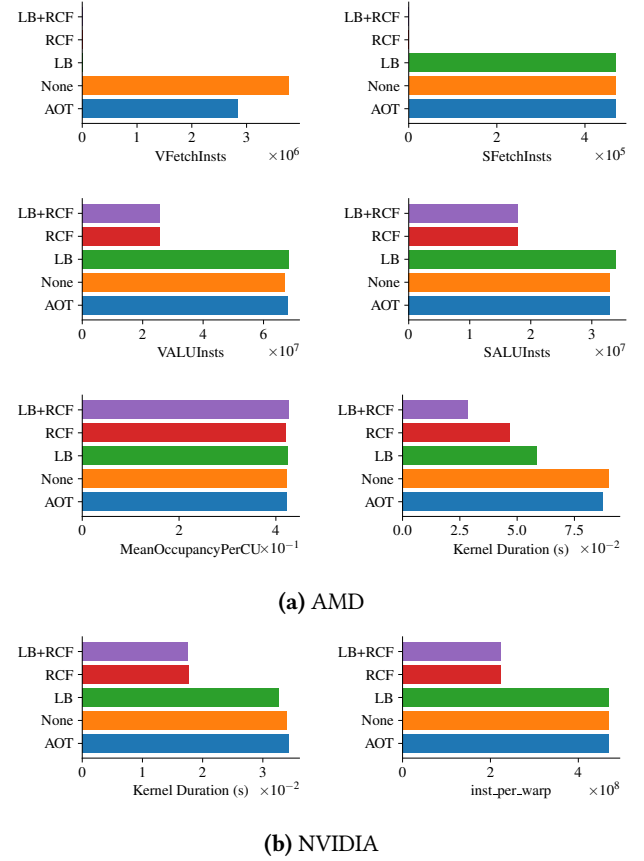 LB+RCF
RCF
LB
None
AOT
0 1 2 3
×10^6
VFetchInsts
LB+RCF
RCF
LB
None
AOT
0 2 4
×10^5
SFetchInsts
LB+RCF
RCF
LB
None
AOT
0 2 4 6
×10^7
VALUInsts
LB+RCF
RCF
LB
None
AOT
0 1 2 3
×10^7
SALUInsts
LB+RCF
RCF
LB
None
AOT
0 2 4
MeanOccupancyPerCU×10^−1
LB+RCF
RCF
LB
None
AOT
0.0 2.5 5.0 7.5
Kernel Duration (s) ×10^−2
(a) AMD
LB+RCF
RCF
LB
None
AOT
0 1 2 3
Kernel Duration (s) ×10^−2
LB+RCF
RCF
LB
None
AOT
0 2 4
×10^8
inst_per_warp
(b) NVIDIA